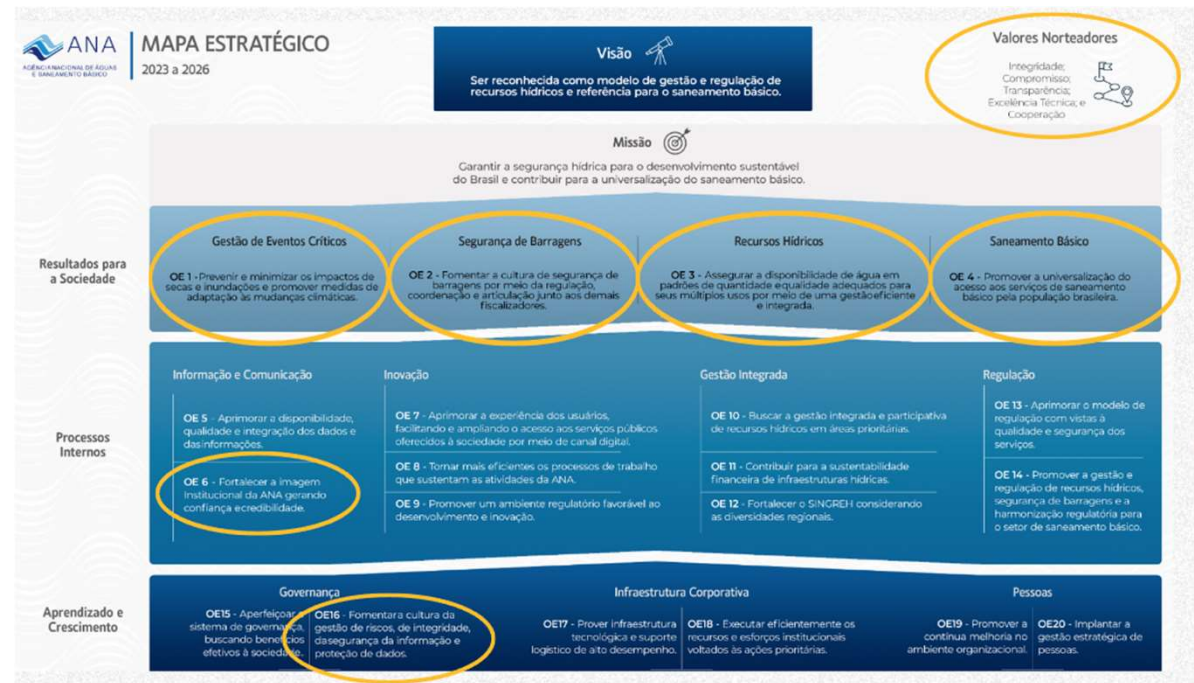 ANA
AGÊNCIA NACIONAL DE ÁGUAS
E SANEAMENTO BÁSICO
MAPA ESTRATÉGICO
2023 a 2026
Visão
Ser reconhecida como modelo de gestão e regulação de
recursos hídricos e referência para o saneamento básico.
Valores Norteadores
Integridade;
Compromisso;
Transparência;
Excelência Técnica; e
Cooperação
Missão
Garantir a segurança hídrica para o desenvolvimento sustentável
do Brasil e contribuir para a universalização do saneamento básico.
Resultados para
a Sociedade
Gestão de Eventos Críticos
OE 1 -Prevenir e minimizar os impactos de
secas e inundações e promover medidas de
adaptação às mudanças climáticas.
Segurança de Barragens
OE 2 - Fomentar a cultura de segurança de
barragens por meio da regulação,
coordenação e articulação junto aos demais
fiscalizadores.
Recursos Hídricos
OE 3 - Assegurar a disponibilidade de água em
padrões de quantidade equalidade adequados para
seus múltiplos usos por meio de uma gestãoeficiente
e integrada.
Saneamento Básico
OE 4 - Promover a universalização do
acesso aos serviços de saneamento
básico pela população brasileira.
Processos
Internos
Informação e Comunicação
OE 5 - Aprimorar a disponibilidade,
qualidade e integração dos dados e
dasinformações.
OE 6 - Fortalecer a imagem
Institucional da ANA gerando
confiança ecredibilidade.
Inovação
OE 7 - Aprimorar a experiência dos usuários,
facilitando e ampliando o acesso aos serviços públicos
oferecidos à sociedade por meio de canal digital.
OE 8 - Tornar mais eficientes os processos de trabalho
que sustentam as atividades da ANA.
OE 9 - Promover um ambiente regulatório favorável ao
desenvolvimento e inovação.
Gestão Integrada
OE 10 - Buscar a gestão integrada e participativa
de recursos hídricos em áreas prioritárias.
OE 11 - Contribuir para a sustentabilidade
financeira de infraestruturas hídricas.
OE 12 - Fortalecer o SINGREH considerando
as diversidades regionais.
Regulação
OE 13 - Aprimorar o modelo de
regulação com vistas à
qualidade e segurança dos
serviços.
OE 14 - Promover a gestão e
regulação de recursos hídricos,
segurança de barragens e a
harmonização regulatória para
o setor de saneamento básico.
Aprendizado e
Crescimento
Governança
OE15 - Aperfeiçoar o
sistema de governança,
buscando benefícios
efetivos à sociedade.
OE16 - Fomentara cultura da
gestão de riscos, de integridade,
dasegurança da informação e
proteção de dados.
Infraestrutura Corporativa
OE17 - Prover infraestrutura
tecnológica e suporte
logístico de alto desempenho.
OE18 - Executar eficientemente os
recursos e esforços institucionais
voltados às ações prioritárias.
Pessoas
OE19 - Promover a
contínua melhoria no
ambiente organizacional.
OE20 - Implantar a
gestão estratégica de
pessoas.